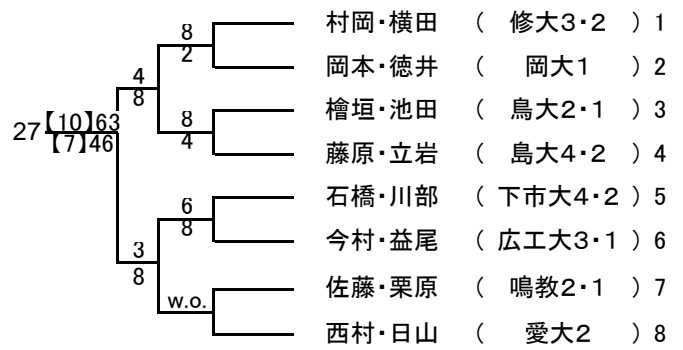 村岡・横田 ( 修大3・2 ) 1
8
2
岡本・徳井 ( 岡大1 ) 2
4
8
檜垣・池田 ( 鳥大2・1 ) 3
8
4
27 【10】63
【7】46
藤原・立岩 ( 島大4・2 ) 4
石橋・川部 ( 下市大4・2 ) 5
6
8
今村・益尾 ( 広工大3・1 ) 6
3
8
佐藤・栗原 ( 鳴教2・1 ) 7
w.o.
西村・日山 ( 愛大2 ) 8